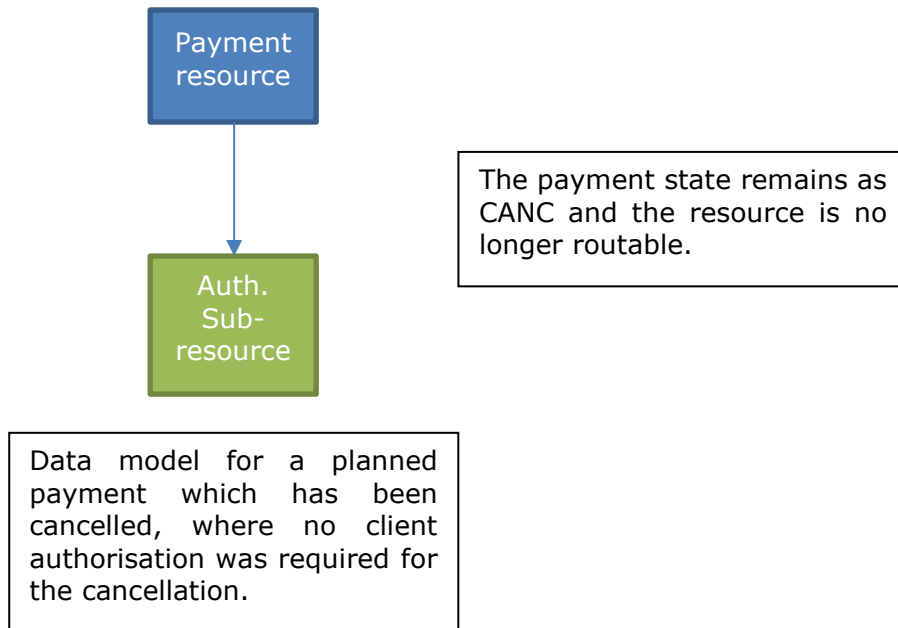 Payment
resource
The payment state remains as
CANC and the resource is no
longer routable.
Auth.
Sub-
resource
Data model for a planned
payment which has been
cancelled, where no client
authorisation was required for
the cancellation.